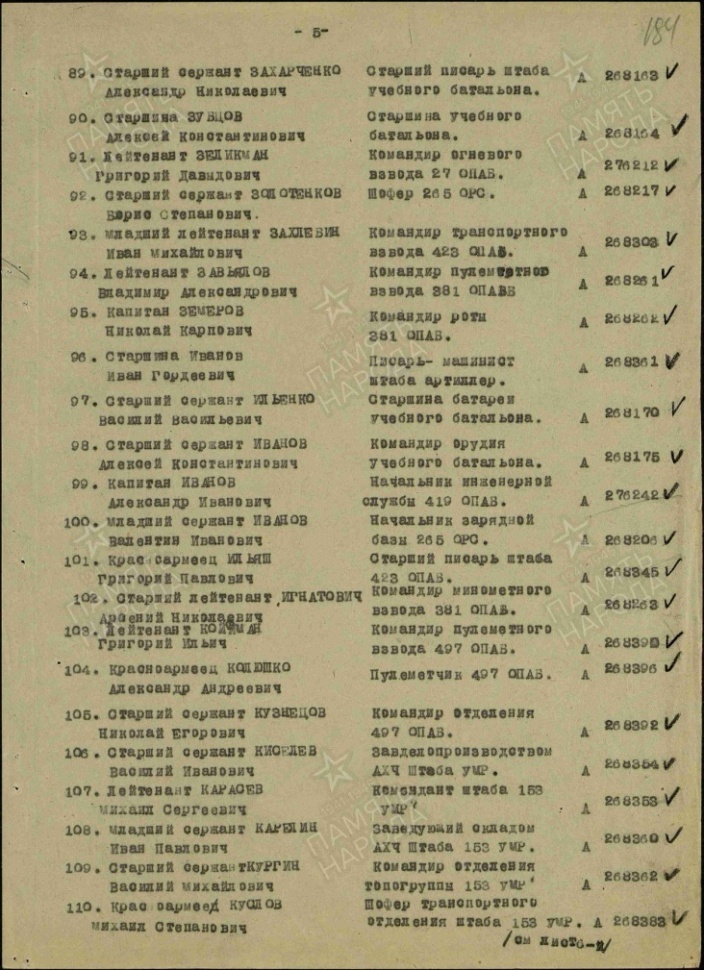 - 5-
184
89. Старший сержант ЗАХАРЧЕНКО Старший писарь штаба А 268163
Александр Николаевич учебного батальона.
90. Старшина ЗУБЦОВ Старшина учебного
Алексей Константинович батальона. А 268164
91. Лейтенант ЗЕЛИКМАН Командир огневого
Григорий Давыдович взвода 27 ОПАБ. А 276212
92. Старший сержант ЗОЛОТЕНКОВ Шофер 265 ОРС. А 268217
Борис Степанович.
93. Младший лейтенант ЗАХЛЕВИН Командир транспортного
Иван Михайлович взвода 423 ОПАБ. А 268303
94. Лейтенант ЗАВЬЯЛОВ Командир пулеметного
Владимир Александрович взвода 381 ОПАБ А 268261
95. Капитан ЗЕМЕРОВ Командир роты А 268262
Николай Карпович 381 ОПАБ.
96. Старшина Иванов Писарь- машинист А 268361
Иван Гордеевич штаба артиллер.
97. Старший сержант ИЛЬЕНКО Старшина батареи
Василий Васильевич учебного батальона. А 268170
98. Старший сержант ИВАНОВ Командир орудия
Алексей Константинович учебного батальона. А 268175
99. Капитан ИВАНОВ Начальник инженерной
Александр Иванович службы 419 ОПАБ. А 276242
100. Младший сержант ИВАНОВ Начальник зарядной
Валентин Иванович базы 265 ОРС. А 268206
101. Красноармеец ИЛЬЯШ Старший писарь штаба
Григорий Павлович 423 ОПАБ. А 268345
102. Старший лейтенант ИГНАТОВИЧ Командир минометного
Арсений Николаевич взвода 381 ОПАБ. А 268263
103. Лейтенант Командир пулеметного
Григорий Ильич взвода 497 ОПАБ. А 268390
104. Красноармеец КОЛЮШКО Пулеметчик 497 ОПАБ. А 268396
Александр Андреевич
105. Старший сержант КУЗНЕЦОВ Командир отделения
Николай Егорович 497 ОПАБ. А 268392
106. Старший сержант КИСЕЛЕВ Завделопроизводством
Василий Иванович АХЧ Штаба УМР. А 268354
107. Лейтенант КАРАСЕВ Комендант штаба 153
Михаил Сергеевич УМР А 268353
108. Младший сержант КАРЕЛИН Заведующий складом
Иван Павлович АХЧ Штаба 153 УМР. А 268360
109. Старший сержантКУРГИН Командир отделения
Василий Михайлович топогруппы 153 УМР А 268362
110. Красноармеец КУСЛОВ Шофер транспортного
Михаил Степанович отделения штаба 153 УМР. А 268383
/см лист 6-й/
ПАМЯТЬ НАРОДА